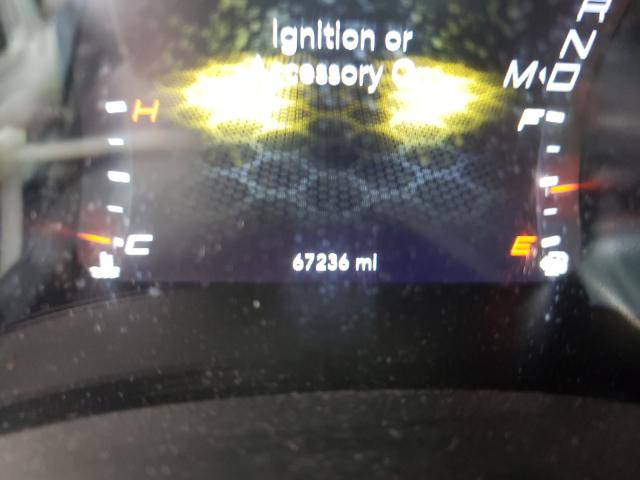 Ignition or
Accessory On
R
N
M D
H
F
C
E
67236 mi